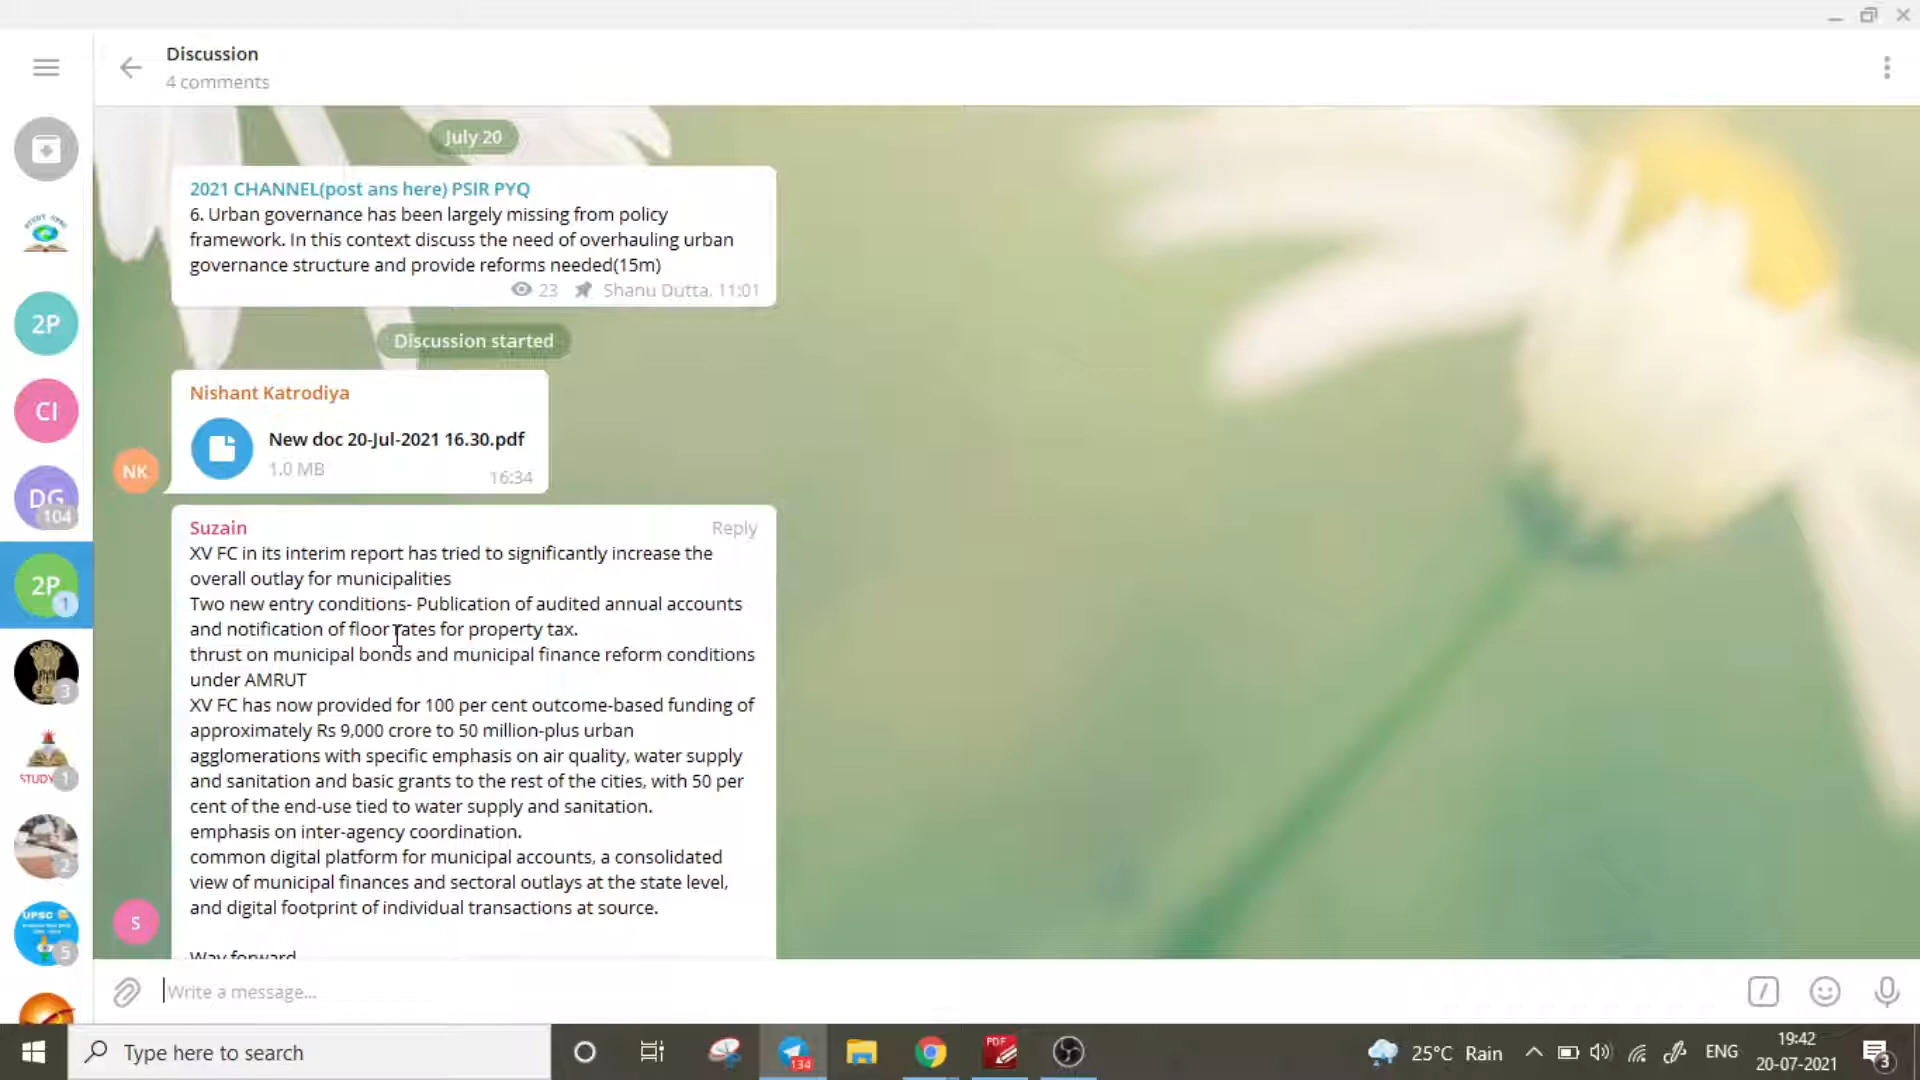 Discussion
4 comments
July 20
2021 CHANNEL(post ans here) PSIR PYQ
6. Urban governance has been largely missing from policy
framework. In this context discuss the need of overhauling urban
governance structure and provide reforms needed(15m)
23 Shanu Dutta, 11:01
Discussion started
Nishant Katrodiya
New doc 20-Jul-2021 16.30.pdf
1.0 MB
16:34
NK
Suzain
Reply
XV FC in its interim report has tried to significantly increase the
overall outlay for municipalities
Two new entry conditions- Publication of audited annual accounts
and notification of floor rates for property tax.
thrust on municipal bonds and municipal finance reform conditions
under AMRUT
XV FC has now provided for 100 per cent outcome-based funding of
approximately Rs 9,000 crore to 50 million-plus urban
agglomerations with specific emphasis on air quality, water supply
and sanitation and basic grants to the rest of the cities, with 50 per
cent of the end-use tied to water supply and sanitation.
emphasis on inter-agency coordination.
common digital platform for municipal accounts, a consolidated
view of municipal finances and sectoral outlays at the state level,
and digital footprint of individual transactions at source.
S
Way forward
Write a message...
2P
CI
DG
104
2P
1
3
STUDY
1
2
UPSC
5
Type here to search
PDF
134
25°C Rain
ENG
19:42
20-07-2021
3